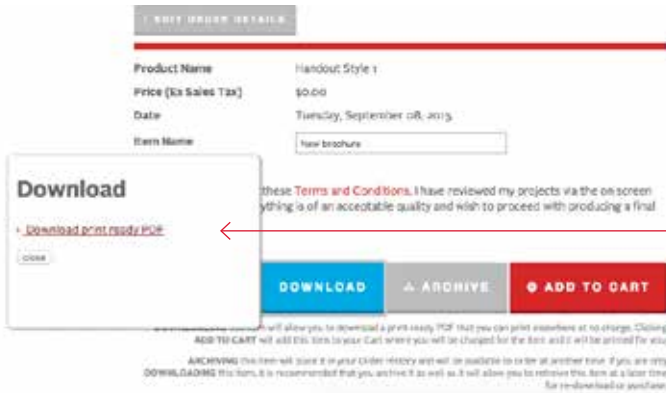 ‹ EDIT ORDER DETAILS
Product Name Handout Style 1
Price (Ex Sales Tax) $0.00
Date Tuesday, September 08, 2015
Item Name New brochure
Download
› Download print ready PDF
close
these Terms and Conditions. I have reviewed my projects via the on screen
ything is of an acceptable quality and wish to proceed with producing a final
DOWNLOAD ARCHIVE ADD TO CART
item will allow you to download a print ready PDF that you can print anywhere at no charge. Clicking
ADD TO CART will add this item to your Cart where you will be charged for the item and it will be printed for you
ARCHIVING this item will store it in your Order History and will be available to order at another time. If you are only
DOWNLOADING this item, it is recommended that you archive it as well as it will allow you to retrieve this item at a later time
for re-download or purchase